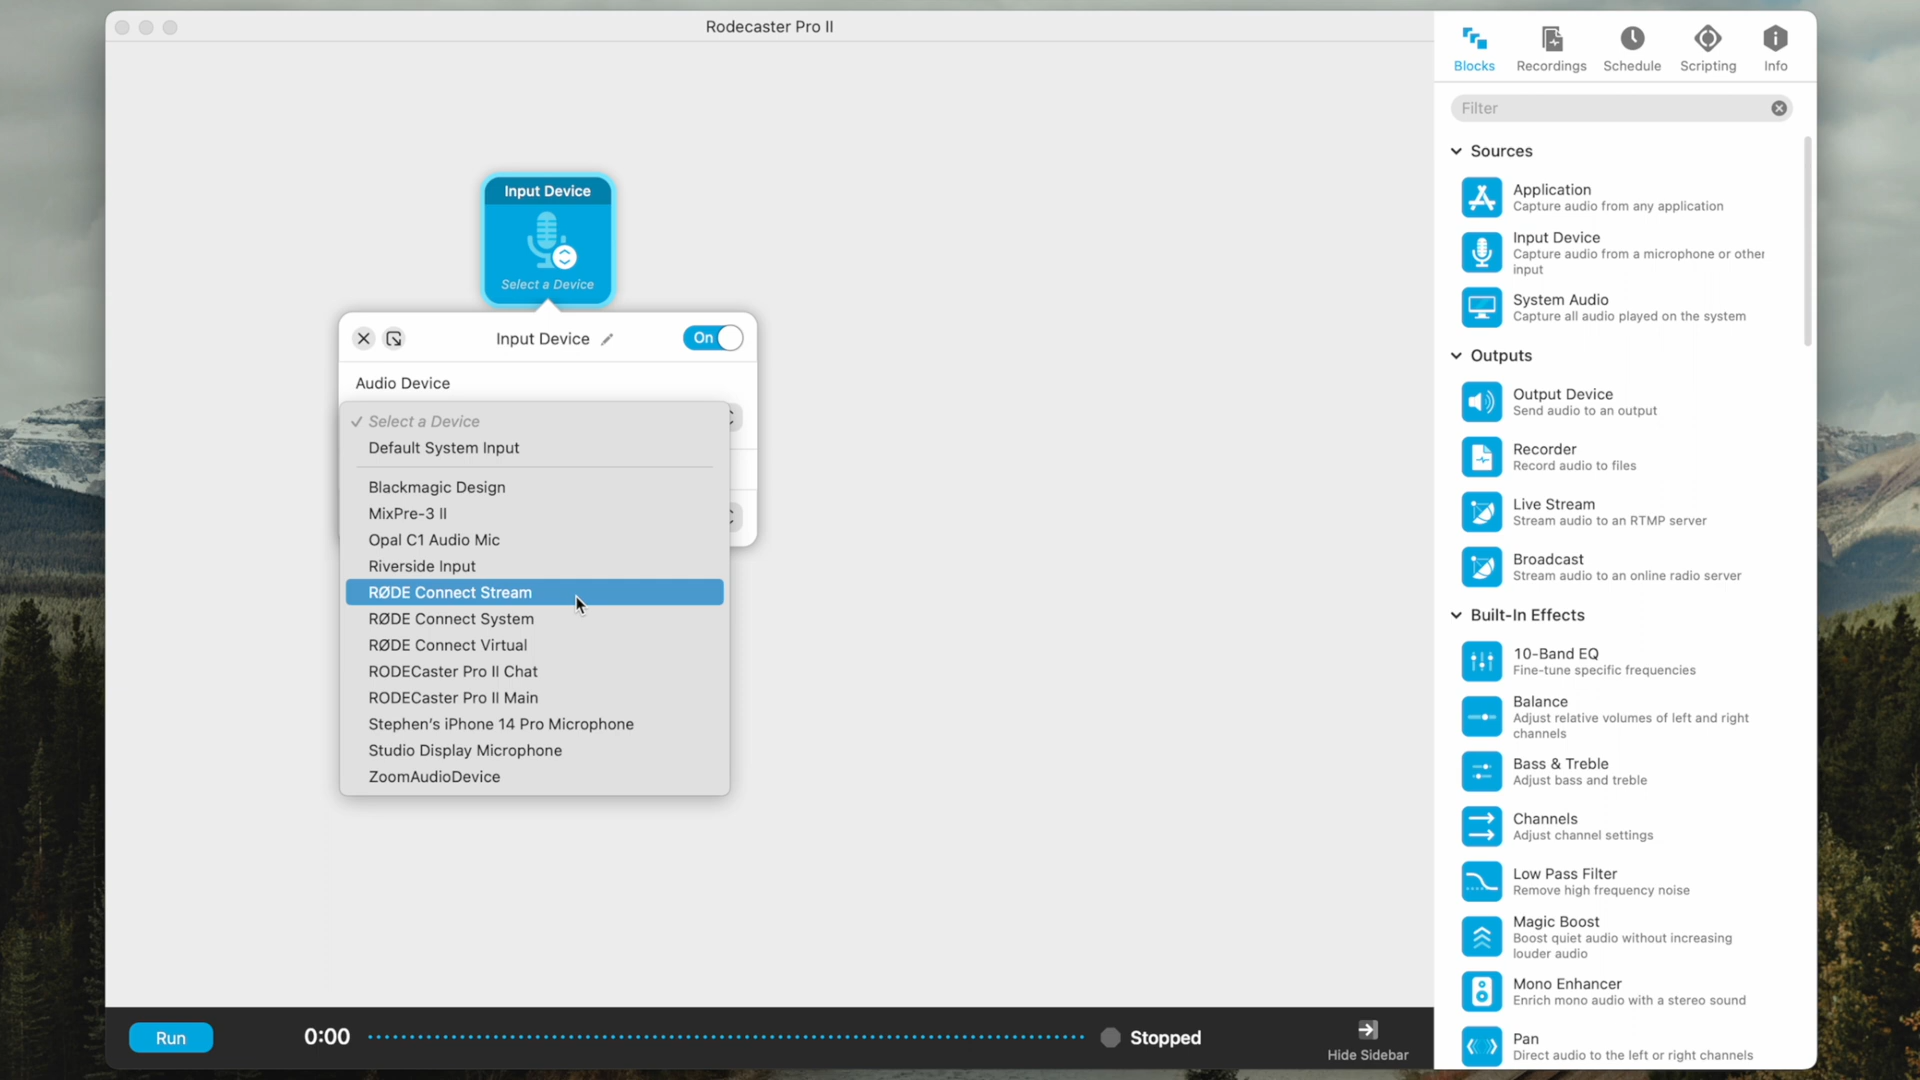 Rodecaster Pro II
Blocks
Recordings
Schedule
Scripting
Info
Filter
Sources
Application
Capture audio from any application
Input Device
Capture audio from a microphone or other
input
System Audio
Capture all audio played on the system
Outputs
Output Device
Send audio to an output
Recorder
Record audio to files
Live Stream
Stream audio to an RTMP server
Broadcast
Stream audio to an online radio server
Built-In Effects
10-Band EQ
Fine-tune specific frequencies
Balance
Adjust relative volumes of left and right
channels
Bass & Treble
Adjust bass and treble
Channels
Adjust channel settings
Low Pass Filter
Remove high frequency noise
Magic Boost
Boost quiet audio without increasing
louder audio
Mono Enhancer
Enrich mono audio with a stereo sound
Pan
Direct audio to the left or right channels
Input Device
Select a Device
Input Device
On
Audio Device
✓ Select a Device
Default System Input
Blackmagic Design
MixPre-3 II
Opal C1 Audio Mic
Riverside Input
RØDE Connect Stream
RØDE Connect System
RØDE Connect Virtual
RODECaster Pro II Chat
RODECaster Pro II Main
Stephen's iPhone 14 Pro Microphone
Studio Display Microphone
ZoomAudioDevice
Run
0:00
Stopped
Hide Sidebar